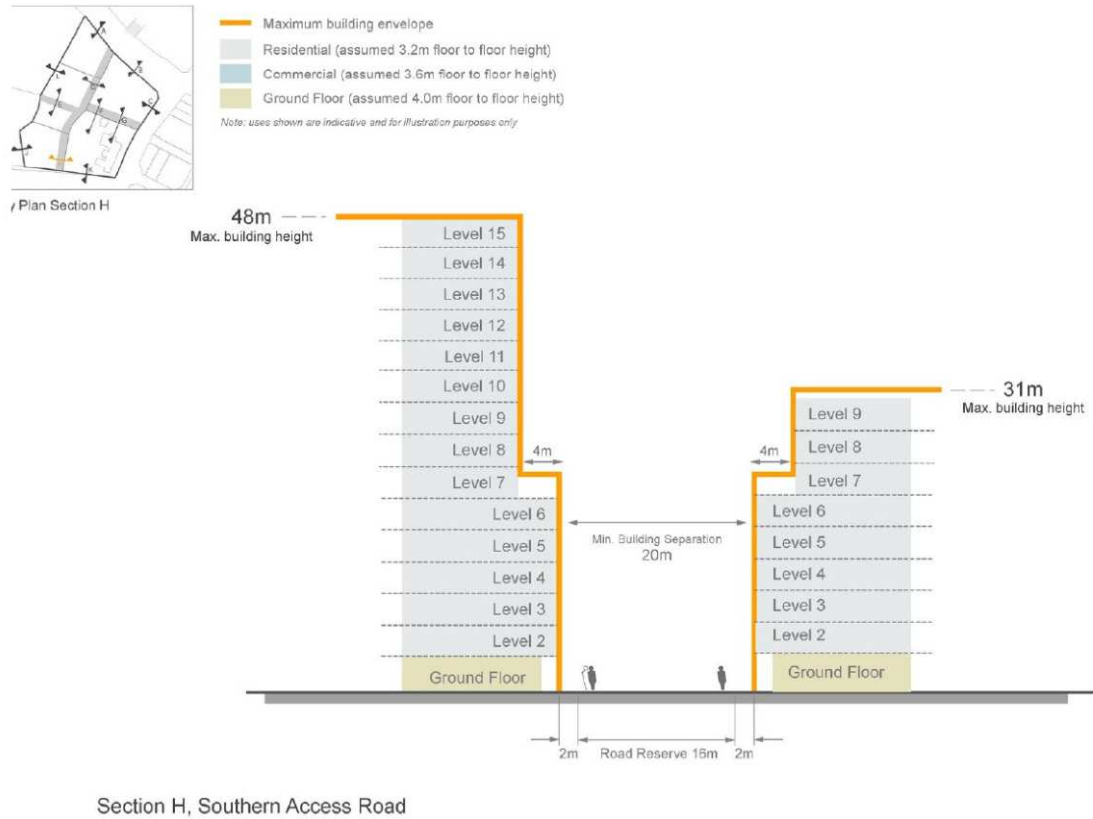 Maximum building envelope
Residential (assumed 3.2m floor to floor height)
Commercial (assumed 3.6m floor to floor height)
Ground Floor (assumed 4.0m floor to floor height)
Note: uses shown are indicative and for illustration purposes only
A
B
C
G
K
y Plan Section H
48m
Max. building height
Level 15
Level 14
Level 13
Level 12
Level 11
Level 10
Level 9
Level 8
Level 7
Level 6
Level 5
Level 4
Level 3
Level 2
Ground Floor
4m
Min. Building Separation
20m
4m
31m
Max. building height
Level 9
Level 8
Level 7
Level 6
Level 5
Level 4
Level 3
Level 2
Ground Floor
2m
Road Reserve 16m
2m
Section H, Southern Access Road